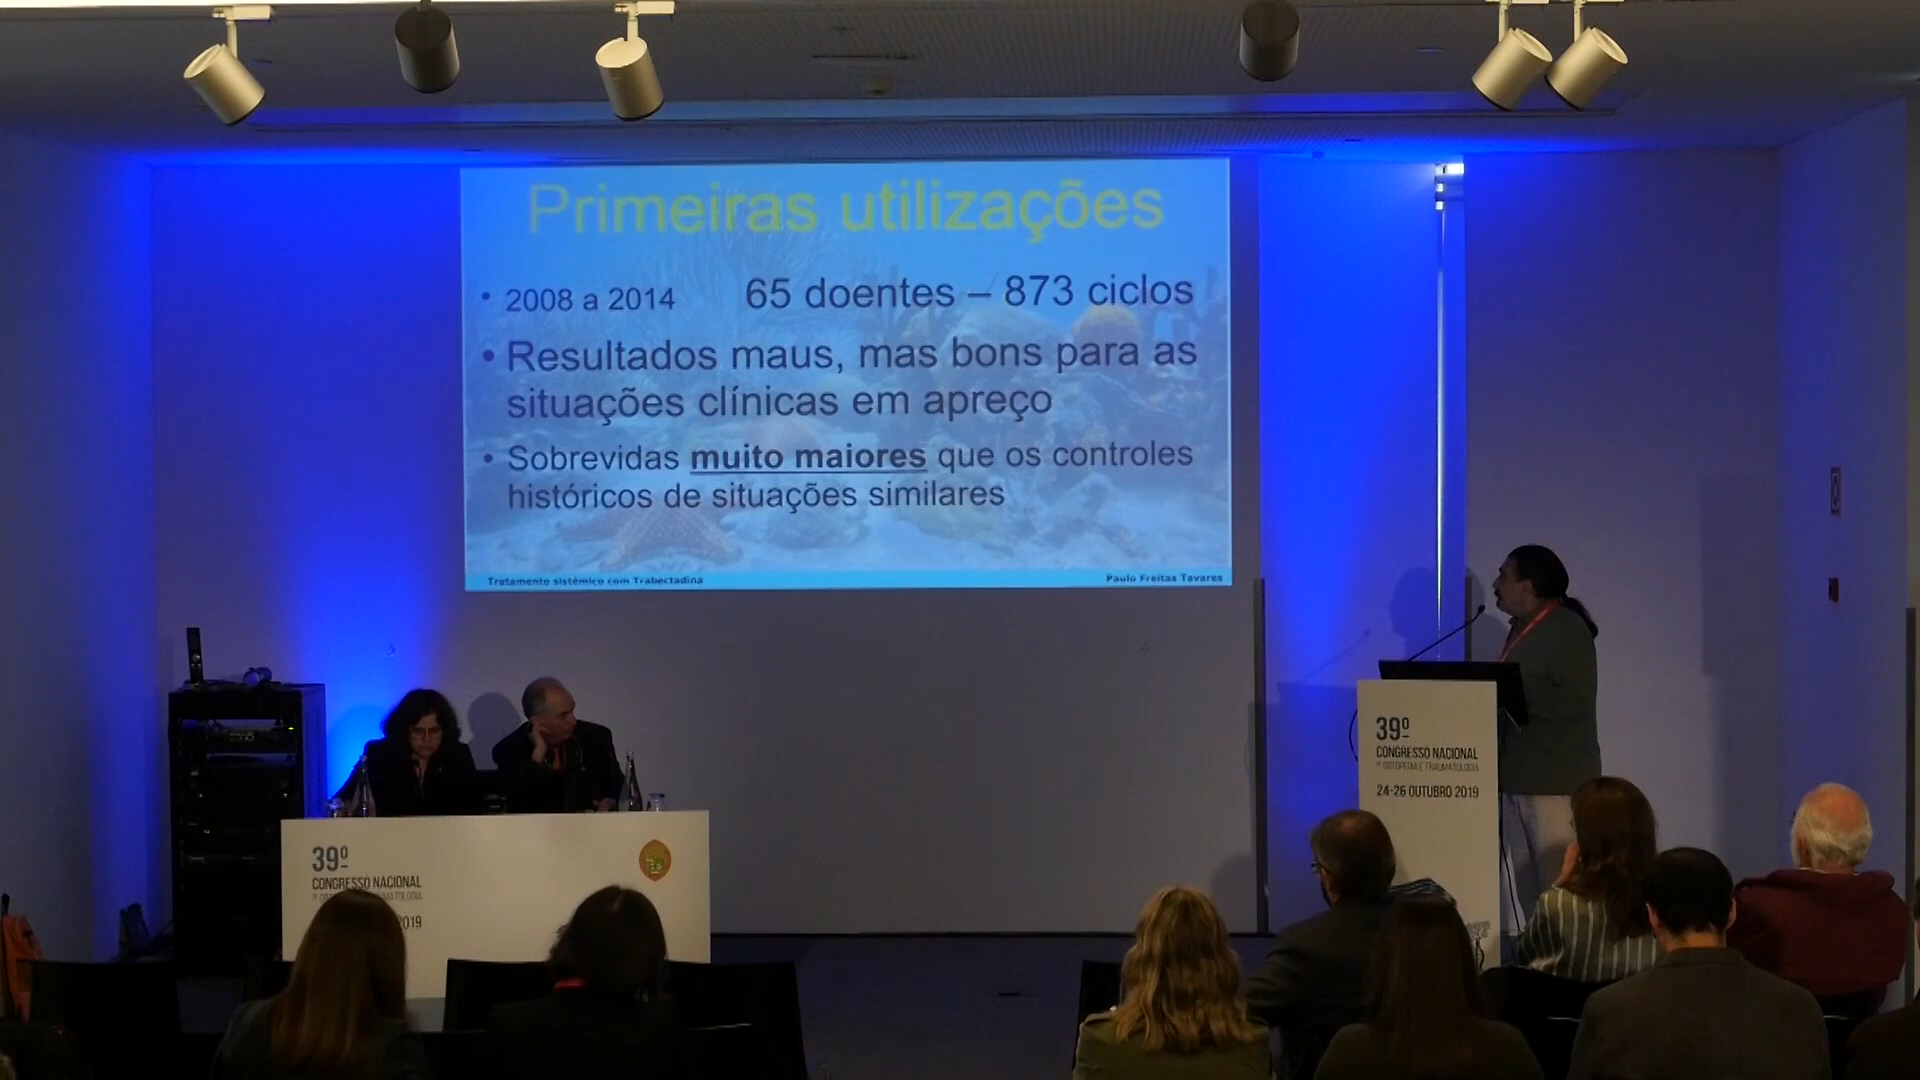 Primeiras utilizações
• 2008 a 2014 65 doentes – 873 ciclos
• Resultados maus, mas bons para as
situações clínicas em apreço
• Sobrevidas muito maiores que os controles
históricos de situações similares
Tratamento sistémico com Trabectadina Paulo Freitas Tavares
39º
CONGRESSO NACIONAL
DE ORTOPEDIA E TRAUMATOLOGIA
24-26 OUTUBRO 2019
39º
CONGRESSO NACIONAL
2019